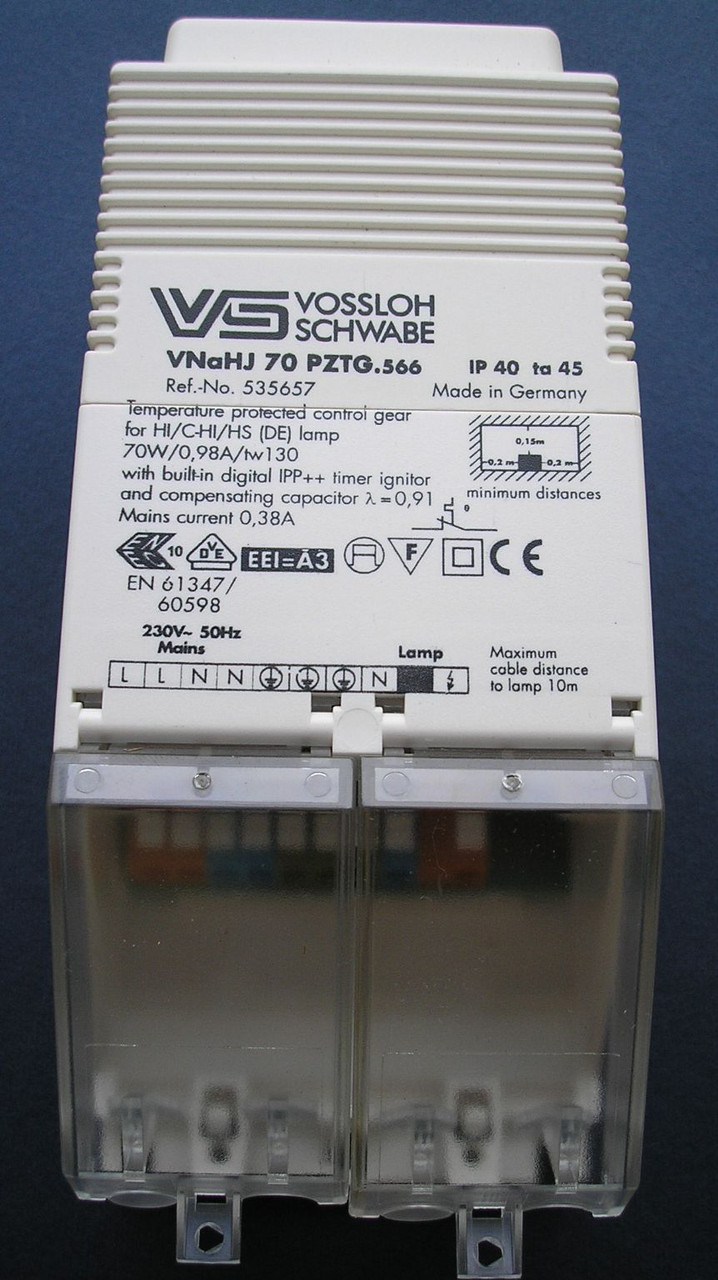 VS VOSSLOH
SCHWABE
VNaHJ 70 PZTG.566 IP 40 ta 45
Ref.-No. 535657 Made in Germany
Temperature protected control gear
for HI/C-HI/HS (DE) lamp
70W/0,98A/tw130
with built-in digital IPP++ timer ignitor
and compensating capacitor λ=0,91
Mains current 0,38A
0,15m
0,2 m 0,2 m
minimum distances
ENEC 10 DVE EEI=A3 F CE
EN 61347/
60598
230V~ 50Hz
Mains
Lamp
L L N N N
Maximum
cable distance
to lamp 10m